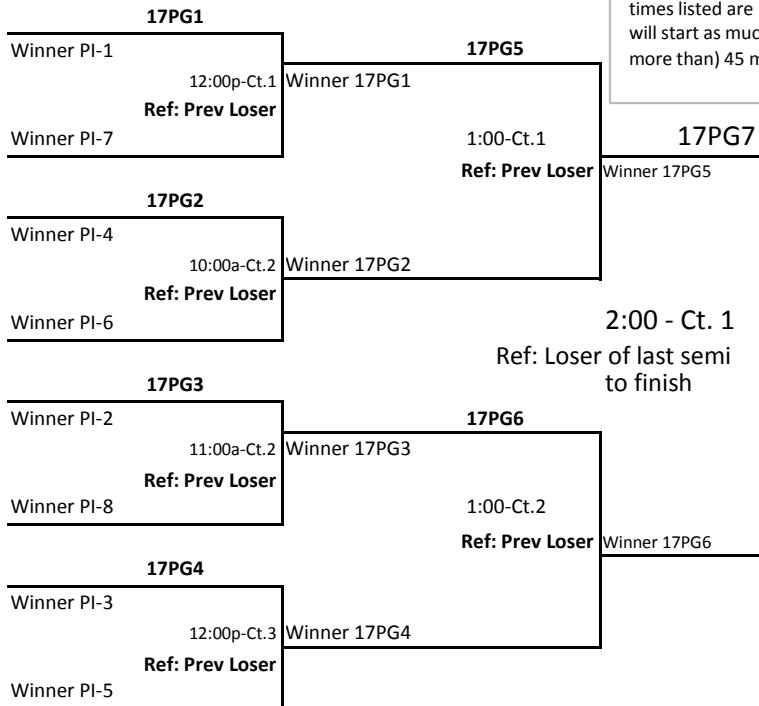 times listed are
will start as muc
more than) 45 m
17PG1
Winner PI-1
12:00p-Ct.1
Ref: Prev Loser
Winner PI-7
17PG5
Winner 17PG1
1:00-Ct.1
Ref: Prev Loser
17PG7
Winner 17PG5
17PG2
Winner PI-4
10:00a-Ct.2
Winner 17PG2
Ref: Prev Loser
Winner PI-6
2:00 - Ct. 1
Ref: Loser of last semi
to finish
17PG3
Winner PI-2
11:00a-Ct.2
Ref: Prev Loser
Winner PI-8
17PG6
Winner 17PG3
1:00-Ct.2
Ref: Prev Loser
Winner 17PG6
17PG4
Winner PI-3
12:00p-Ct.3
Winner 17PG4
Ref: Prev Loser
Winner PI-5